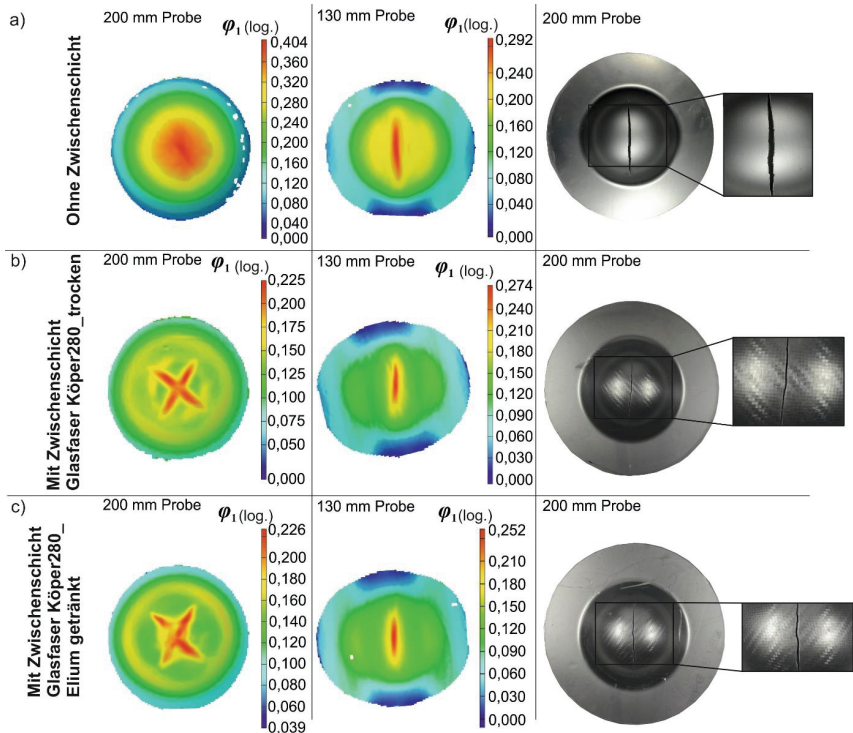 a)
Ohne Zwischenschicht
200 mm Probe
φ₁ (log.)
0,404
0,360
0,320
0,280
0,240
0,200
0,160
0,120
0,080
0,040
0,000
130 mm Probe
φ₁(log.)
0,292
0,240
0,200
0,160
0,120
0,080
0,040
0,000
200 mm Probe
b)
Mit Zwischenschicht
Glasfaser Köper280_trocken
200 mm Probe
φ₁ (log.)
0,225
0,200
0,175
0,150
0,125
0,100
0,075
0,050
0,000
130 mm Probe
φ₁ (log.)
0,274
0,240
0,210
0,180
0,150
0,120
0,090
0,060
0,030
0,000
200 mm Probe
c)
Mit Zwischenschicht
Glasfaser Köper280_
Elium getränkt
200 mm Probe
φ₁(log.)
0,226
0,200
0,180
0,160
0,140
0,120
0,100
0,080
0,060
0.039
130 mm Probe
φ₁(log.)
0,252
0,210
0,180
0,150
0,120
0,090
0,060
0,030
0,000
200 mm Probe